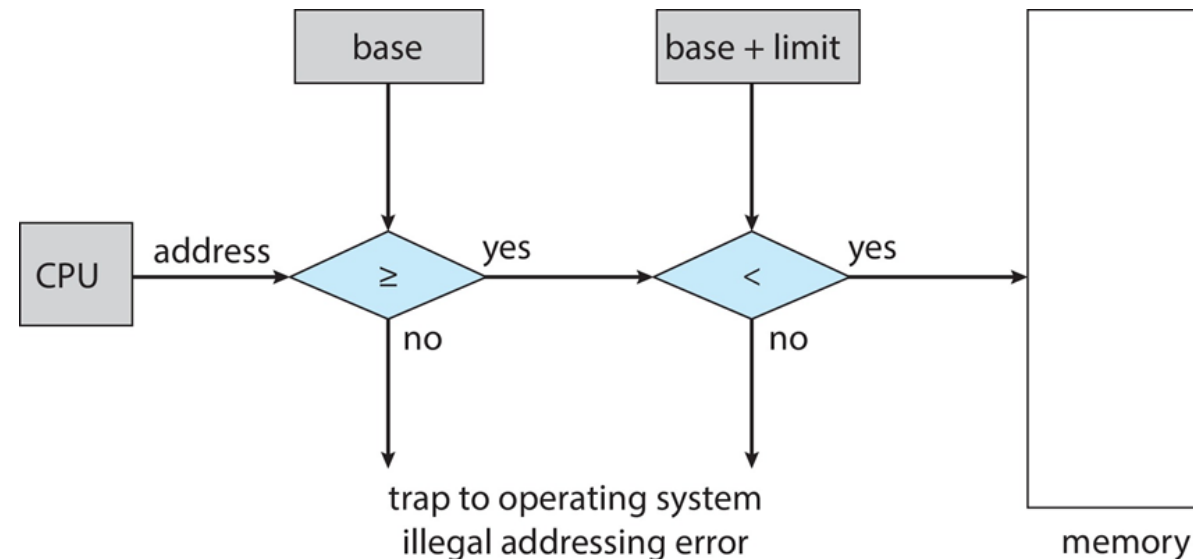 base
base + limit
CPU
address
≥
yes
<
yes
no
no
trap to operating system
illegal addressing error
memory